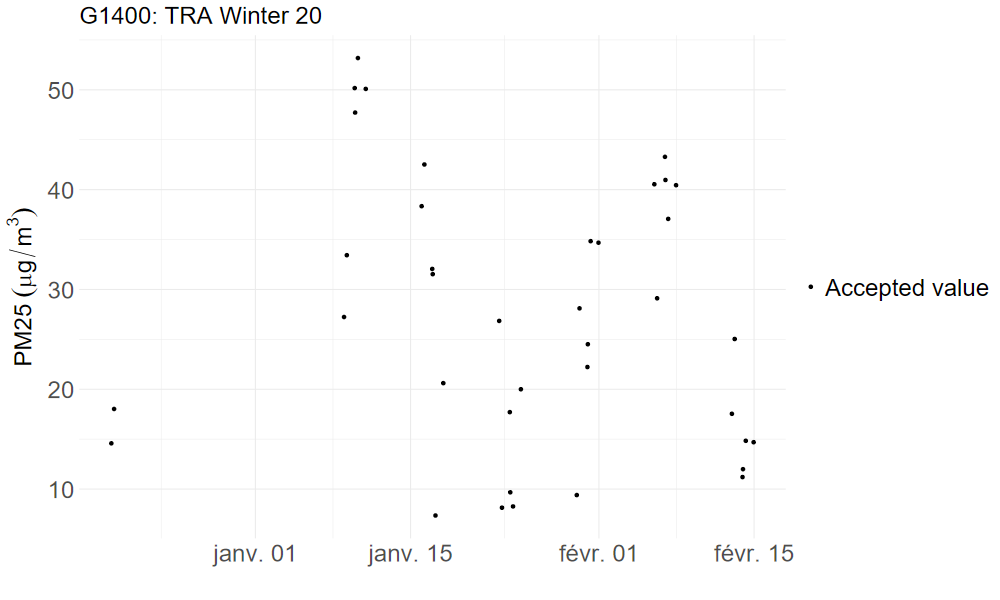 G1400: TRA Winter 20
PM25 (μg/m³)
50
40
30
20
10
janv. 01
janv. 15
févr. 01
févr. 15
Accepted value